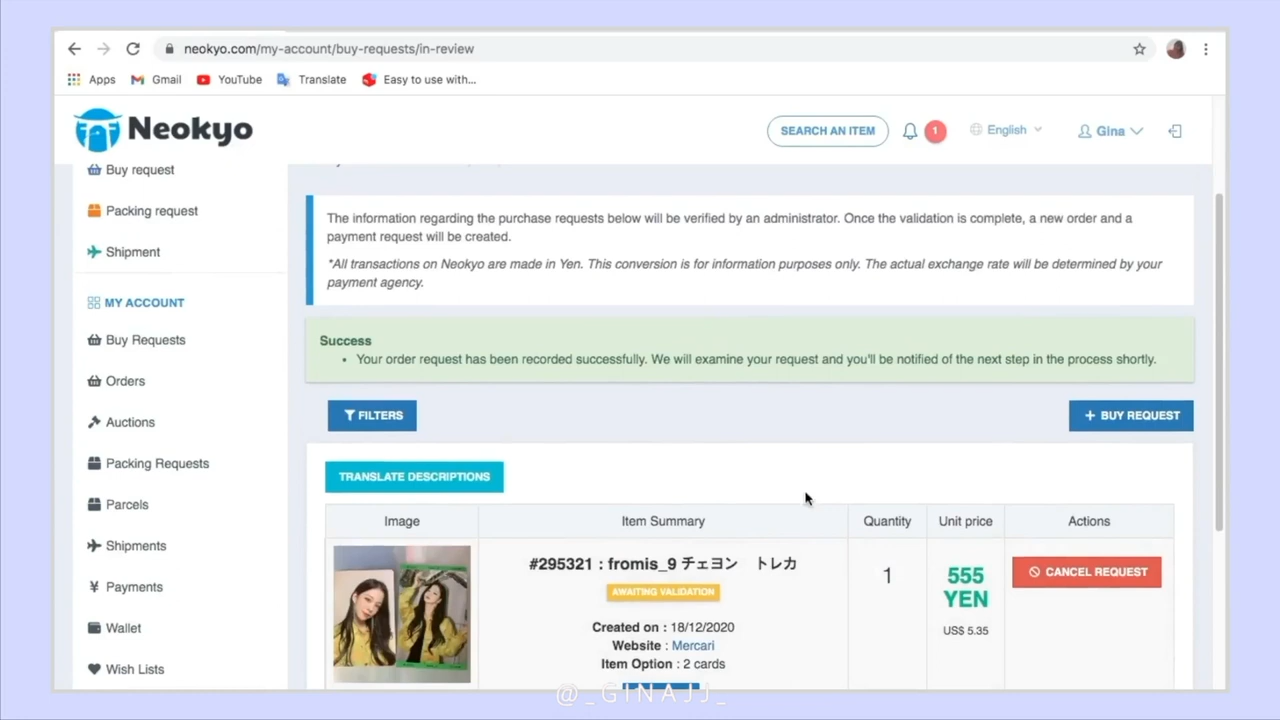 neokyo.com/my-account/buy-requests/in-review
Apps
Gmail
YouTube
Translate
Easy to use with...
Neokyo
SEARCH AN ITEM
1
English
Gina
Buy request
Packing request
Shipment
MY ACCOUNT
Buy Requests
Orders
Auctions
Packing Requests
Parcels
Shipments
Payments
Wallet
Wish Lists
The information regarding the purchase requests below will be verified by an administrator. Once the validation is complete, a new order and a
payment request will be created.
*All transactions on Neokyo are made in Yen. This conversion is for information purposes only. The actual exchange rate will be determined by your
payment agency.
Success
• Your order request has been recorded successfully. We will examine your request and you'll be notified of the next step in the process shortly.
FILTERS
+ BUY REQUEST
TRANSLATE DESCRIPTIONS
Image
Item Summary
Quantity
Unit price
Actions
#295321 : fromis_9 チェヨン　トレカ
AWAITING VALIDATION
Created on : 18/12/2020
Website : Mercari
Item Option : 2 cards
1
555
YEN
US$ 5.35
CANCEL REQUEST
@_GINAJJ_